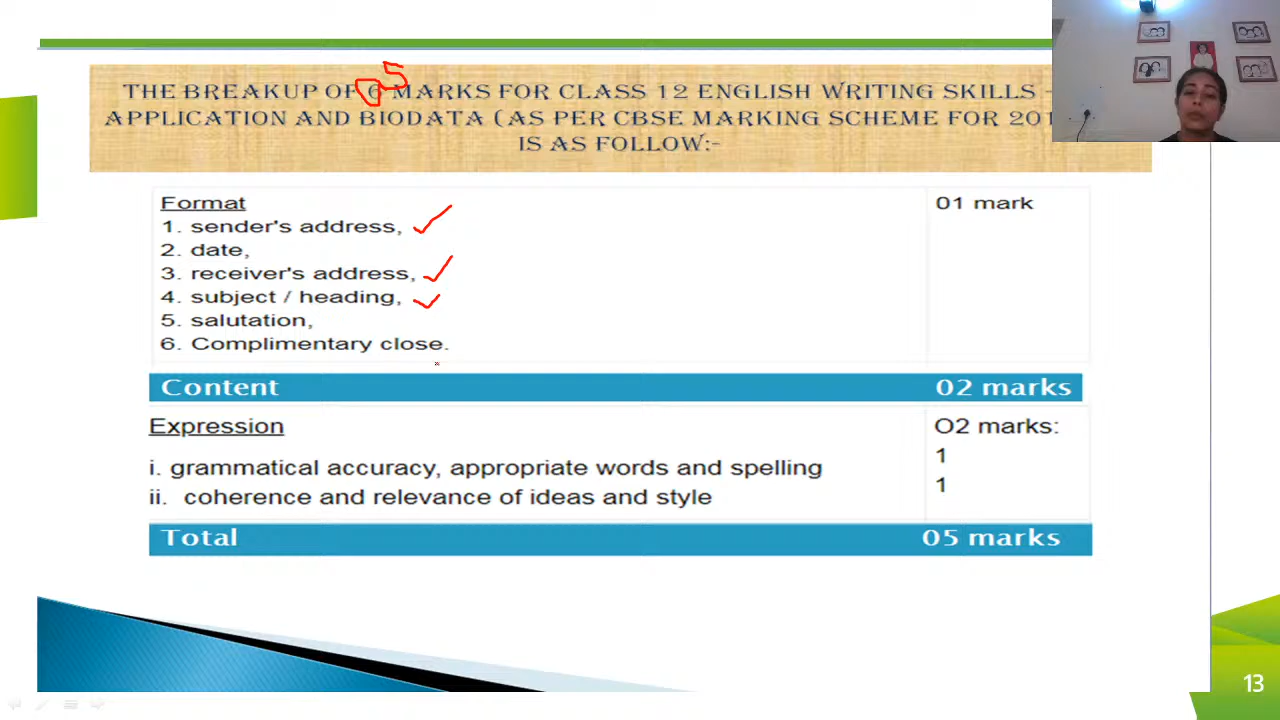 THE BREAKUP OF 6 5 MARKS FOR CLASS 12 ENGLISH WRITING SKILLS -
APPLICATION AND BIODATA (AS PER CBSE MARKING SCHEME FOR 201
IS AS FOLLOW:-
Format 01 mark
1. sender's address,
2. date,
3. receiver's address,
4. subject / heading,
5. salutation,
6. Complimentary close.
Content 02 marks
Expression O2 marks:
1
i. grammatical accuracy, appropriate words and spelling
1
ii. coherence and relevance of ideas and style
Total 05 marks
13